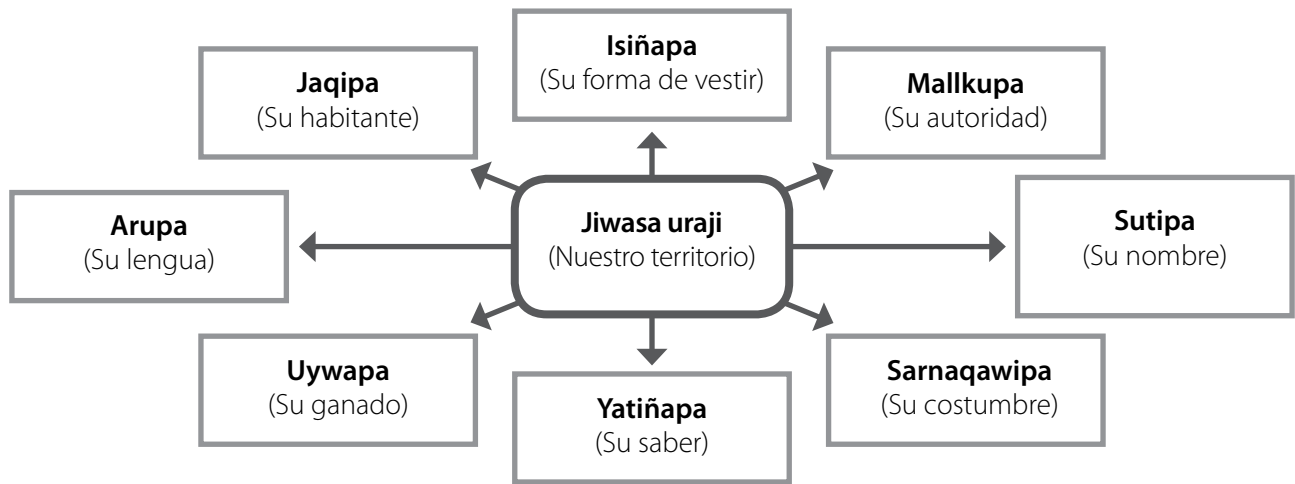 Isiñapa
(Su forma de vestir)
Jaqipa
(Su habitante)
Mallkupa
(Su autoridad)
Arupa
(Su lengua)
Jiwasa uraji
(Nuestro territorio)
Sutipa
(Su nombre)
Uywapa
(Su ganado)
Yatiñapa
(Su saber)
Sarnaqawipa
(Su costumbre)